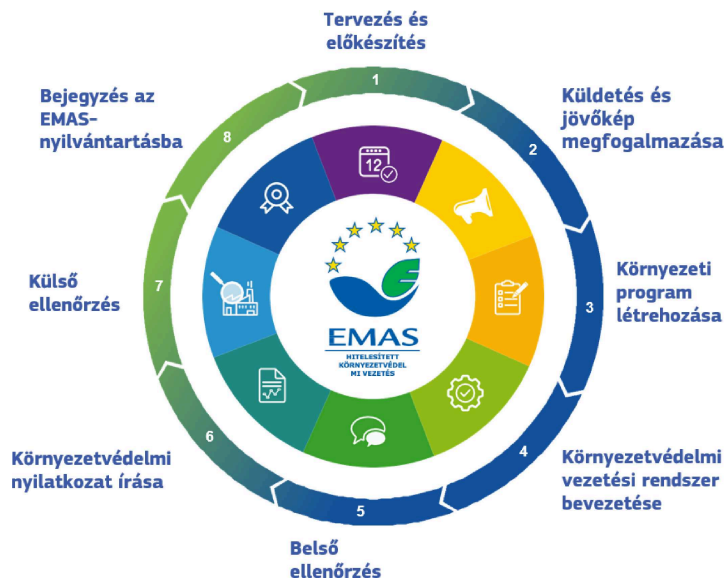 Tervezés és
előkészítés
1
Küldetés és
jövőkép
megfogalmazása
2
Környezeti
program
létrehozása
3
Környezetvédelmi
vezetési rendszer
bevezetése
4
Belső
ellenőrzés
5
Környezetvédelmi
nyilatkozat írása
6
Külső
ellenőrzés
7
Bejegyzés az
EMAS-
nyilvántartásba
8
12
EMAS
HITELESÍTETT
KÖRNYEZETVÉDEL
MI VEZETÉS